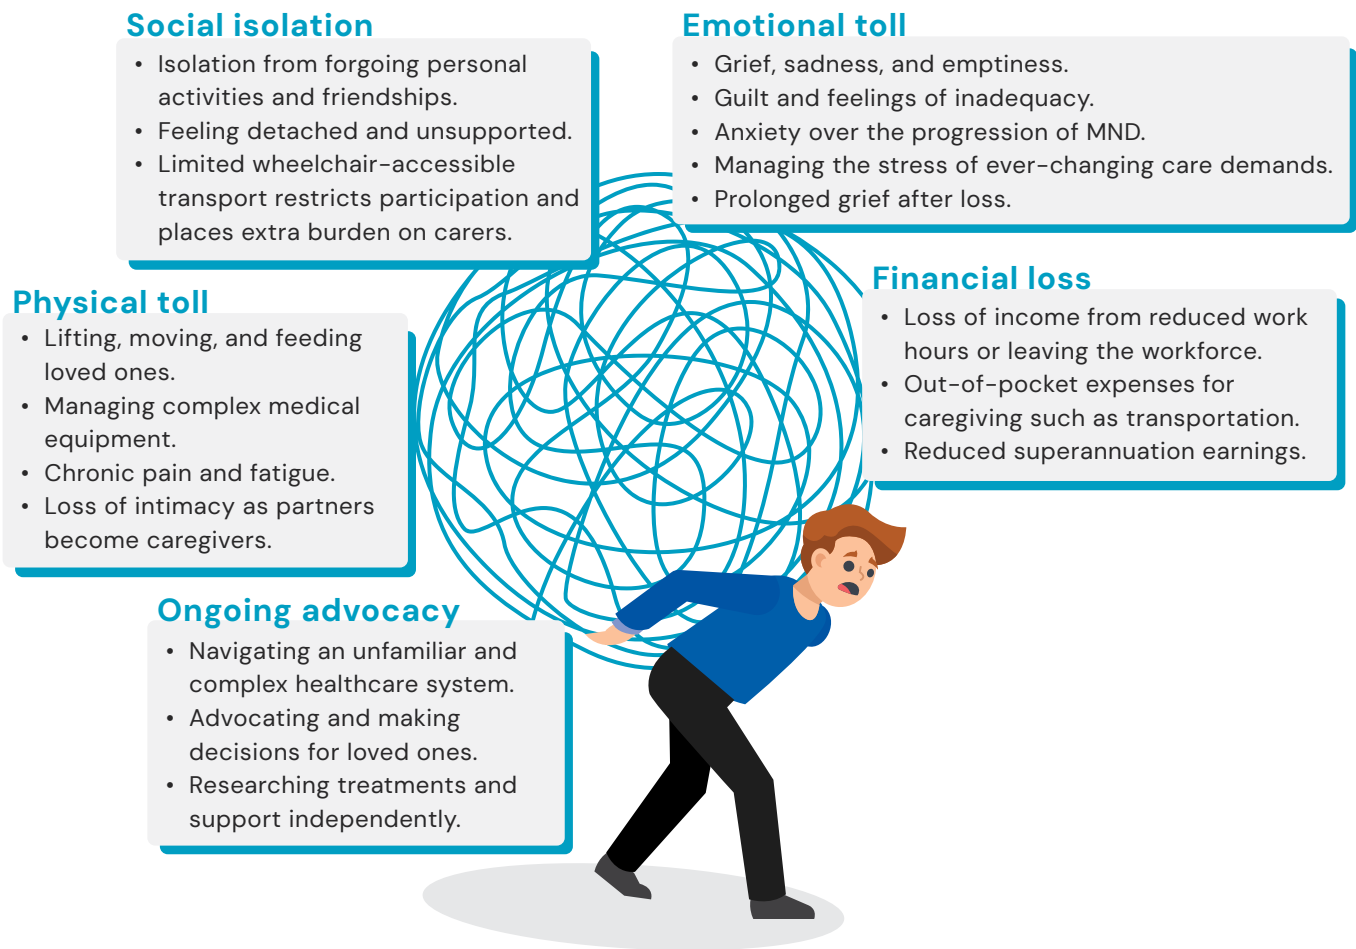 Social isolation
• Isolation from forgoing personal
activities and friendships.
• Feeling detached and unsupported.
• Limited wheelchair-accessible
transport restricts participation and
places extra burden on carers.
Emotional toll
• Grief, sadness, and emptiness.
• Guilt and feelings of inadequacy.
• Anxiety over the progression of MND.
• Managing the stress of ever-changing care demands.
• Prolonged grief after loss.
Physical toll
• Lifting, moving, and feeding
loved ones.
• Managing complex medical
equipment.
• Chronic pain and fatigue.
• Loss of intimacy as partners
become caregivers.
Financial loss
• Loss of income from reduced work
hours or leaving the workforce.
• Out-of-pocket expenses for
caregiving such as transportation.
• Reduced superannuation earnings.
Ongoing advocacy
• Navigating an unfamiliar and
complex healthcare system.
• Advocating and making
decisions for loved ones.
• Researching treatments and
support independently.